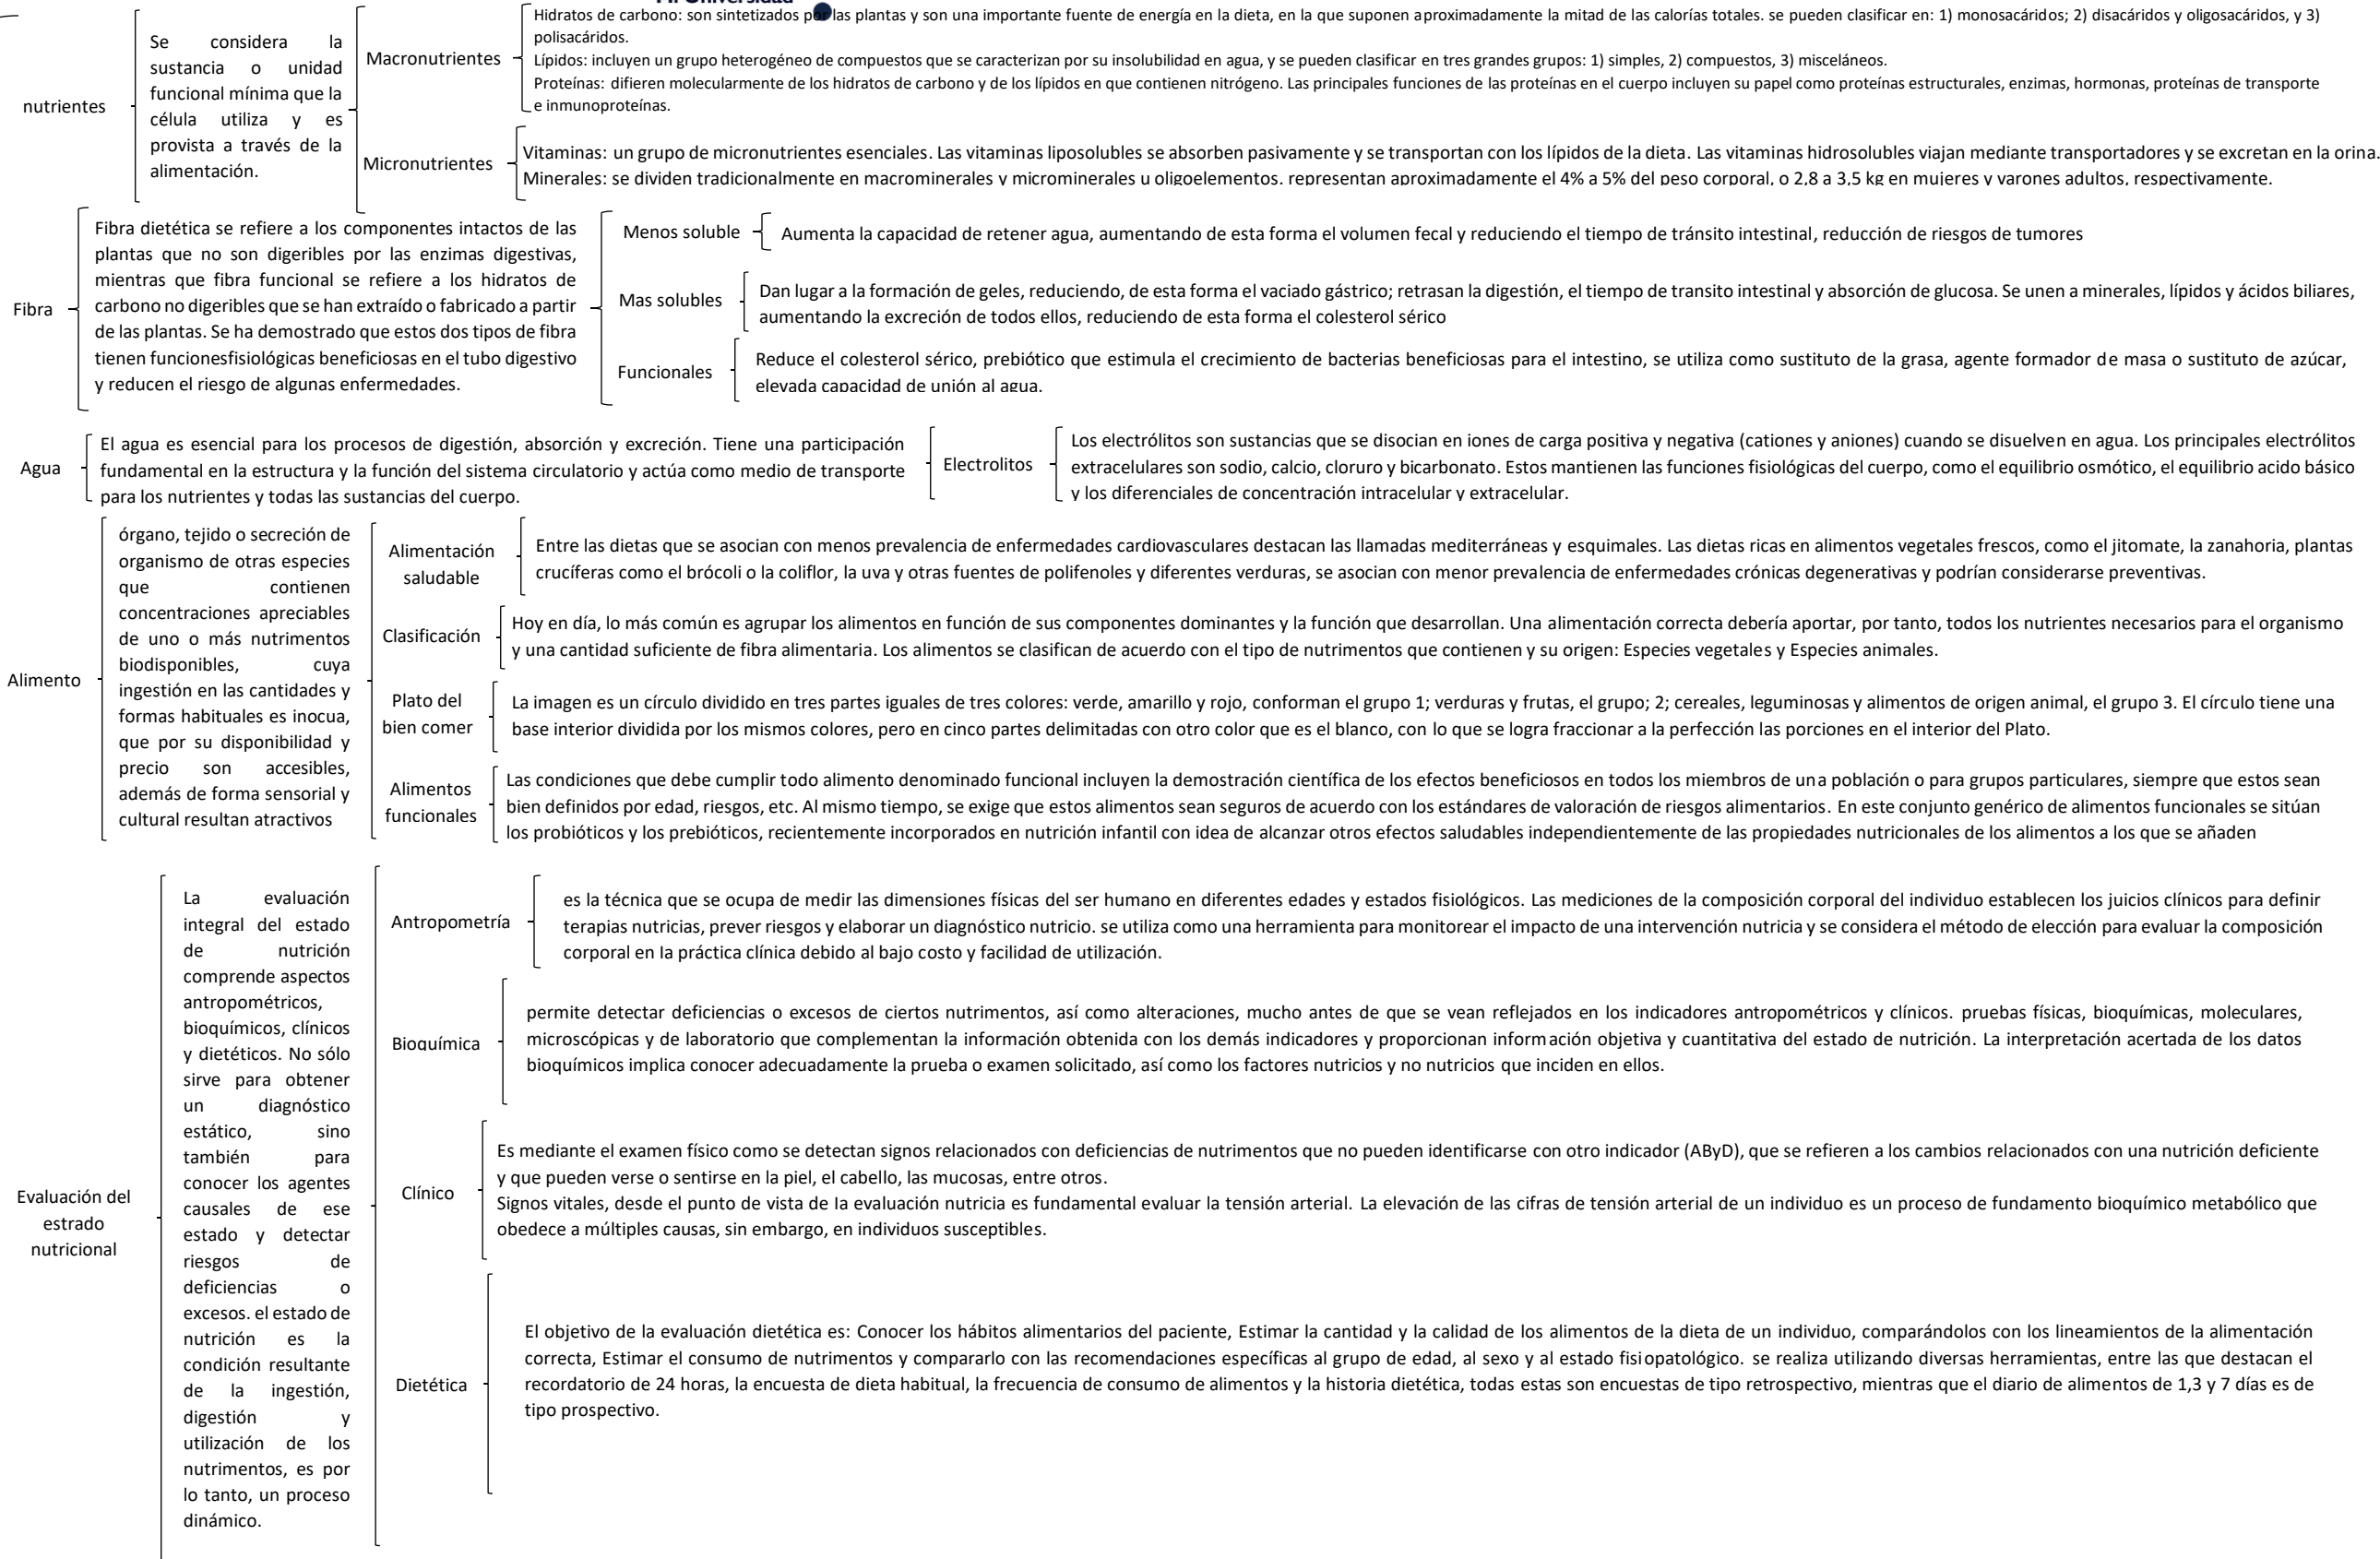 Hidratos de carbono: son sintetizados por las plantas y son una importante fuente de energía en la dieta, en la que suponen aproximadamente la mitad de las calorías totales. se pueden clasificar en: 1) monosacáridos; 2) disacáridos y oligosacáridos, y 3)
polisacáridos.
Lípidos: incluyen un grupo heterogéneo de compuestos que se caracterizan por su insolubilidad en agua, y se pueden clasificar en tres grandes grupos: 1) simples, 2) compuestos, 3) misceláneos.
Proteínas: difieren molecularmente de los hidratos de carbono y de los lípidos en que contienen nitrógeno. Las principales funciones de las proteínas en el cuerpo incluyen su papel como proteínas estructurales, enzimas, hormonas, proteínas de transporte
e inmunoproteínas.
Macronutrientes
Se considera la
sustancia o unidad
funcional mínima que la
célula utiliza y es
provista a través de la
alimentación.
nutrientes
Micronutrientes
Vitaminas: un grupo de micronutrientes esenciales. Las vitaminas liposolubles se absorben pasivamente y se transportan con los lípidos de la dieta. Las vitaminas hidrosolubles viajan mediante transportadores y se excretan en la orina.
Minerales: se dividen tradicionalmente en macrominerales y microminerales u oligoelementos. representan aproximadamente el 4% a 5% del peso corporal, o 2,8 a 3,5 kg en mujeres y varones adultos, respectivamente.
Fibra
Fibra dietética se refiere a los componentes intactos de las
plantas que no son digeribles por las enzimas digestivas,
mientras que fibra funcional se refiere a los hidratos de
carbono no digeribles que se han extraído o fabricado a partir
de las plantas. Se ha demostrado que estos dos tipos de fibra
tienen funcionesfisiológicas beneficiosas en el tubo digestivo
y reducen el riesgo de algunas enfermedades.
Menos soluble
Aumenta la capacidad de retener agua, aumentando de esta forma el volumen fecal y reduciendo el tiempo de tránsito intestinal, reducción de riesgos de tumores
Mas solubles
Dan lugar a la formación de geles, reduciendo, de esta forma el vaciado gástrico; retrasan la digestión, el tiempo de transito intestinal y absorción de glucosa. Se unen a minerales, lípidos y ácidos biliares,
aumentando la excreción de todos ellos, reduciendo de esta forma el colesterol sérico
Funcionales
Reduce el colesterol sérico, prebiótico que estimula el crecimiento de bacterias beneficiosas para el intestino, se utiliza como sustituto de la grasa, agente formador de masa o sustituto de azúcar,
elevada capacidad de unión al agua.
Agua
El agua es esencial para los procesos de digestión, absorción y excreción. Tiene una participación
fundamental en la estructura y la función del sistema circulatorio y actúa como medio de transporte
para los nutrientes y todas las sustancias del cuerpo.
Electrolitos
Los electrólitos son sustancias que se disocian en iones de carga positiva y negativa (cationes y aniones) cuando se disuelven en agua. Los principales electrólitos
extracelulares son sodio, calcio, cloruro y bicarbonato. Estos mantienen las funciones fisiológicas del cuerpo, como el equilibrio osmótico, el equilibrio acido básico
y los diferenciales de concentración intracelular y extracelular.
Alimento
órgano, tejido o secreción de
organismo de otras especies
que contienen
concentraciones apreciables
de uno o más nutrimentos
biodisponibles, cuya
ingestión en las cantidades y
formas habituales es inocua,
que por su disponibilidad y
precio son accesibles,
además de forma sensorial y
cultural resultan atractivos
Alimentación
saludable
Entre las dietas que se asocian con menos prevalencia de enfermedades cardiovasculares destacan las llamadas mediterráneas y esquimales. Las dietas ricas en alimentos vegetales frescos, como el jitomate, la zanahoria, plantas
crucíferas como el brócoli o la coliflor, la uva y otras fuentes de polifenoles y diferentes verduras, se asocian con menor prevalencia de enfermedades crónicas degenerativas y podrían considerarse preventivas.
Clasificación
Hoy en día, lo más común es agrupar los alimentos en función de sus componentes dominantes y la función que desarrollan. Una alimentación correcta debería aportar, por tanto, todos los nutrientes necesarios para el organismo
y una cantidad suficiente de fibra alimentaria. Los alimentos se clasifican de acuerdo con el tipo de nutrimentos que contienen y su origen: Especies vegetales y Especies animales.
Plato del
bien comer
La imagen es un círculo dividido en tres partes iguales de tres colores: verde, amarillo y rojo, conforman el grupo 1; verduras y frutas, el grupo; 2; cereales, leguminosas y alimentos de origen animal, el grupo 3. El círculo tiene una
base interior dividida por los mismos colores, pero en cinco partes delimitadas con otro color que es el blanco, con lo que se logra fraccionar a la perfección las porciones en el interior del Plato.
Alimentos
funcionales
Las condiciones que debe cumplir todo alimento denominado funcional incluyen la demostración científica de los efectos beneficiosos en todos los miembros de una población o para grupos particulares, siempre que estos sean
bien definidos por edad, riesgos, etc. Al mismo tiempo, se exige que estos alimentos sean seguros de acuerdo con los estándares de valoración de riesgos alimentarios. En este conjunto genérico de alimentos funcionales se sitúan
los probióticos y los prebióticos, recientemente incorporados en nutrición infantil con idea de alcanzar otros efectos saludables independientemente de las propiedades nutricionales de los alimentos a los que se añaden
Evaluación del
estrado
nutricional
La evaluación
integral del estado
de nutrición
comprende aspectos
antropométricos,
bioquímicos, clínicos
y dietéticos. No sólo
sirve para obtener
un diagnóstico
estático, sino
también para
conocer los agentes
causales de ese
estado y detectar
riesgos de
deficiencias o
excesos. el estado de
nutrición es la
condición resultante
de la ingestión,
digestión y
utilización de los
nutrimentos, es por
lo tanto, un proceso
dinámico.
Antropometría
es la técnica que se ocupa de medir las dimensiones físicas del ser humano en diferentes edades y estados fisiológicos. Las mediciones de la composición corporal del individuo establecen los juicios clínicos para definir
terapias nutricias, prever riesgos y elaborar un diagnóstico nutricio. se utiliza como una herramienta para monitorear el impacto de una intervención nutricia y se considera el método de elección para evaluar la composición
corporal en la práctica clínica debido al bajo costo y facilidad de utilización.
Bioquímica
permite detectar deficiencias o excesos de ciertos nutrimentos, así como alteraciones, mucho antes de que se vean reflejados en los indicadores antropométricos y clínicos. pruebas físicas, bioquímicas, moleculares,
microscópicas y de laboratorio que complementan la información obtenida con los demás indicadores y proporcionan información objetiva y cuantitativa del estado de nutrición. La interpretación acertada de los datos
bioquímicos implica conocer adecuadamente la prueba o examen solicitado, así como los factores nutricios y no nutricios que inciden en ellos.
Clínico
Es mediante el examen físico como se detectan signos relacionados con deficiencias de nutrimentos que no pueden identificarse con otro indicador (AByD), que se refieren a los cambios relacionados con una nutrición deficiente
y que pueden verse o sentirse en la piel, el cabello, las mucosas, entre otros.
Signos vitales, desde el punto de vista de la evaluación nutricia es fundamental evaluar la tensión arterial. La elevación de las cifras de tensión arterial de un individuo es un proceso de fundamento bioquímico metabólico que
obedece a múltiples causas, sin embargo, en individuos susceptibles.
Dietética
El objetivo de la evaluación dietética es: Conocer los hábitos alimentarios del paciente, Estimar la cantidad y la calidad de los alimentos de la dieta de un individuo, comparándolos con los lineamientos de la alimentación
correcta, Estimar el consumo de nutrimentos y compararlo con las recomendaciones específicas al grupo de edad, al sexo y al estado fisiopatológico. se realiza utilizando diversas herramientas, entre las que destacan el
recordatorio de 24 horas, la encuesta de dieta habitual, la frecuencia de consumo de alimentos y la historia dietética, todas estas son encuestas de tipo retrospectivo, mientras que el diario de alimentos de 1,3 y 7 días es de
tipo prospectivo.